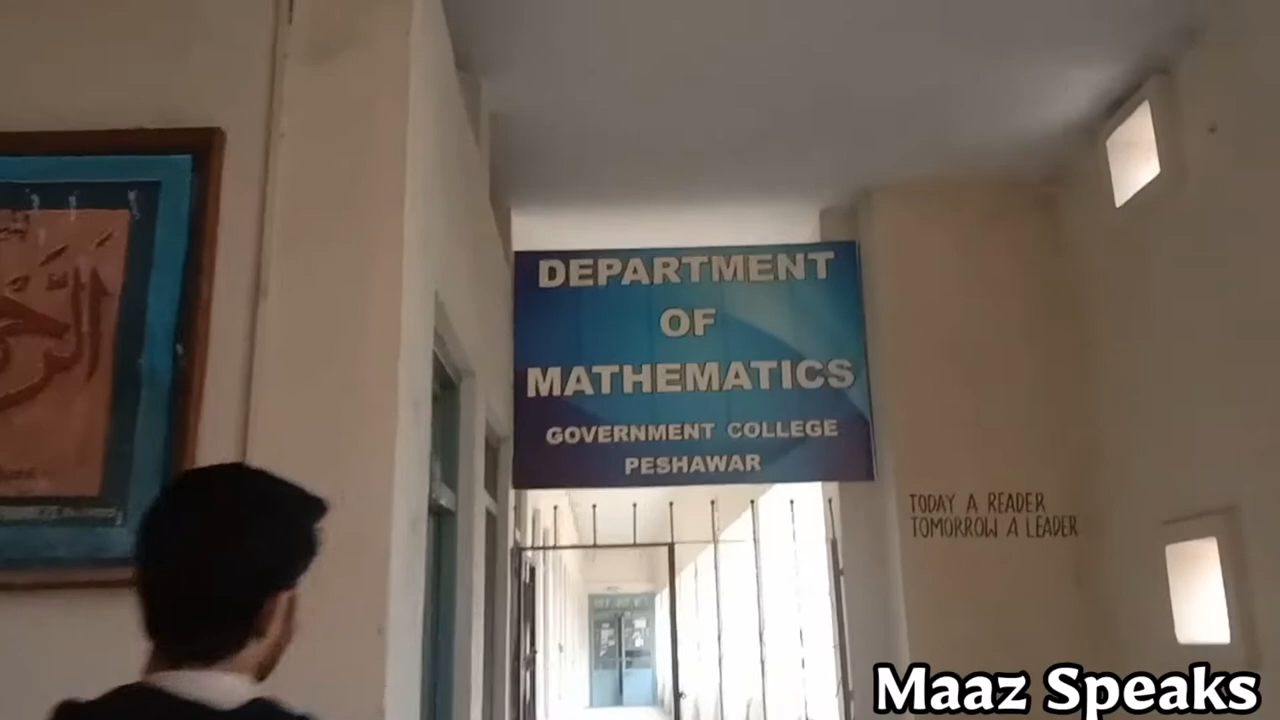 DEPARTMENT
OF
MATHEMATICS
GOVERNMENT COLLEGE
PESHAWAR
TODAY A READER
TOMORROW A LEADER
Maaz Speaks